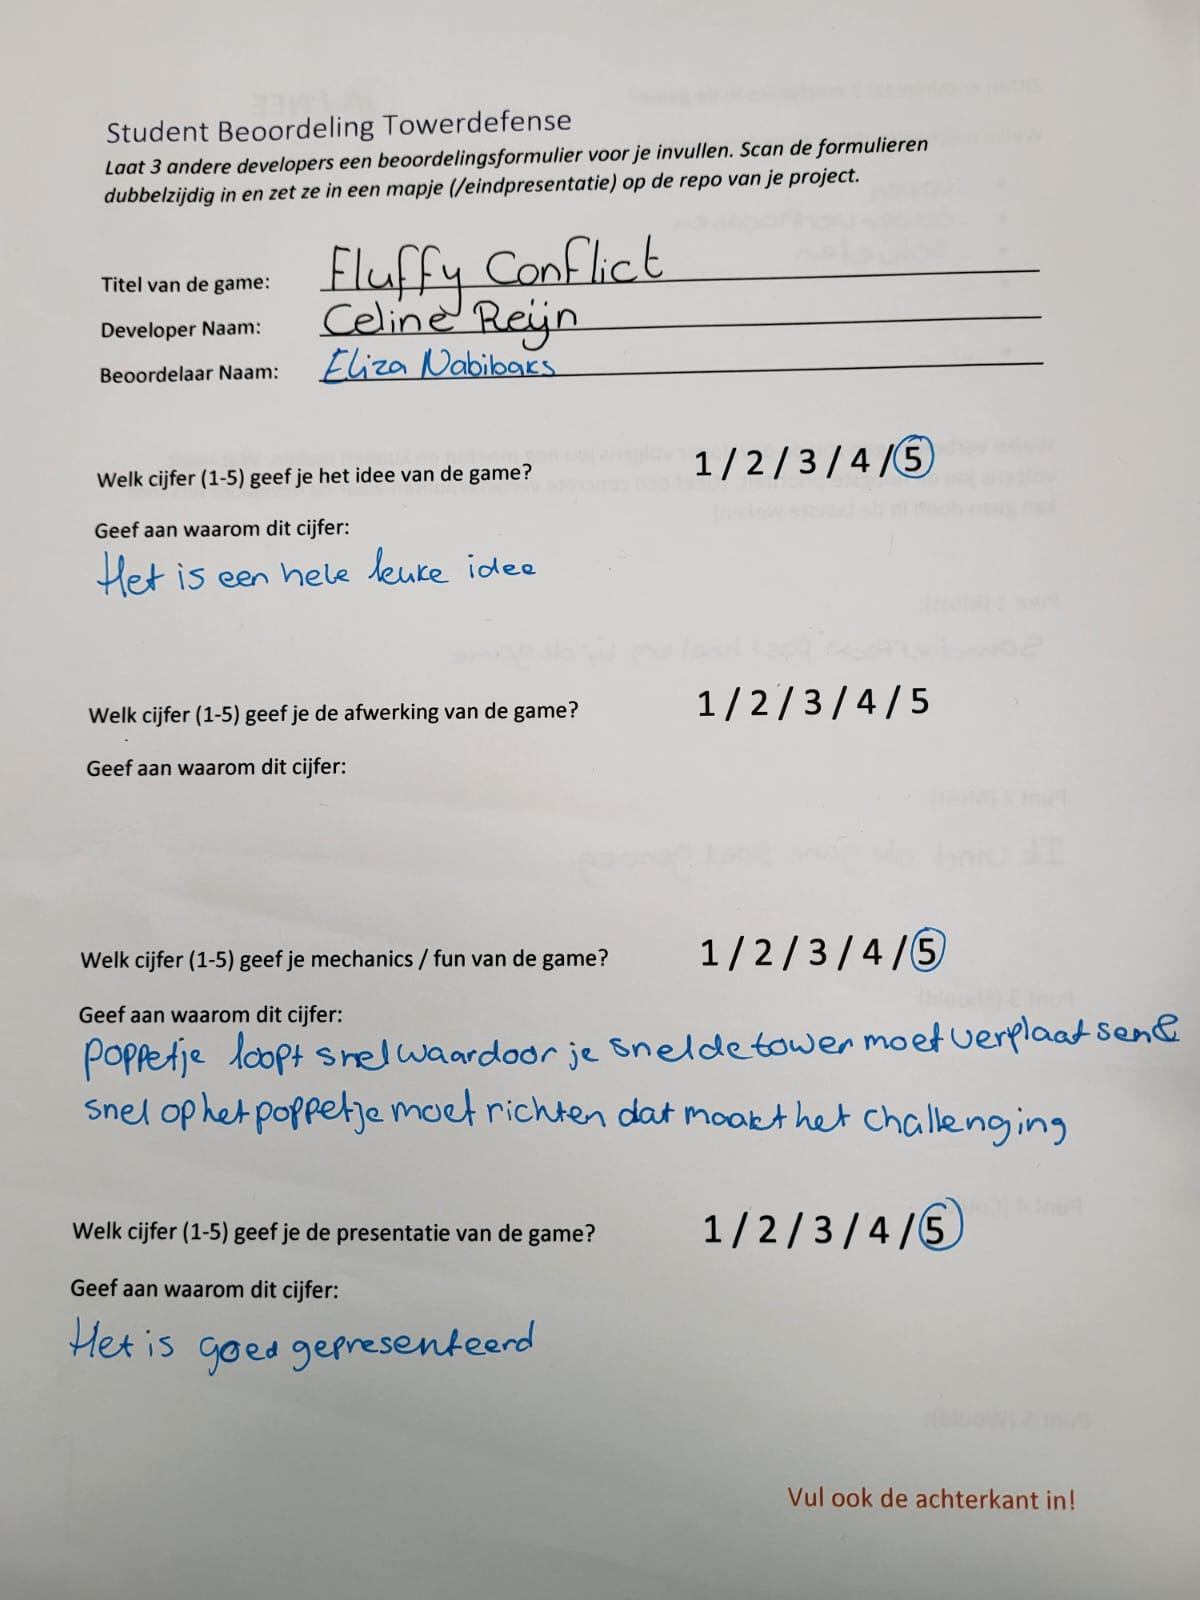 Student Beoordeling Towerdefense
Laat 3 andere developers een beoordelingsformulier voor je invullen. Scan de formulieren
dubbelzijdig in en zet ze in een mapje (/eindpresentatie) op de repo van je project.
Titel van de game: Fluffy Conflict
Developer Naam: Celine Reijn
Beoordelaar Naam: Eliza Nabibaks
Welk cijfer (1-5) geef je het idee van de game? 1 / 2 / 3 / 4 / 5
Geef aan waarom dit cijfer:
Het is een hele leuke idee
Welk cijfer (1-5) geef je de afwerking van de game? 1 / 2 / 3 / 4 / 5
Geef aan waarom dit cijfer:
Welk cijfer (1-5) geef je mechanics / fun van de game? 1 / 2 / 3 / 4 / 5
Geef aan waarom dit cijfer:
poppetje loopt snel waardoor je snel de tower moet verplaatsen &
snel op het poppetje moet richten dat maakt het challenging
Welk cijfer (1-5) geef je de presentatie van de game? 1 / 2 / 3 / 4 / 5
Geef aan waarom dit cijfer:
Het is goed gepresenteerd
Vul ook de achterkant in!